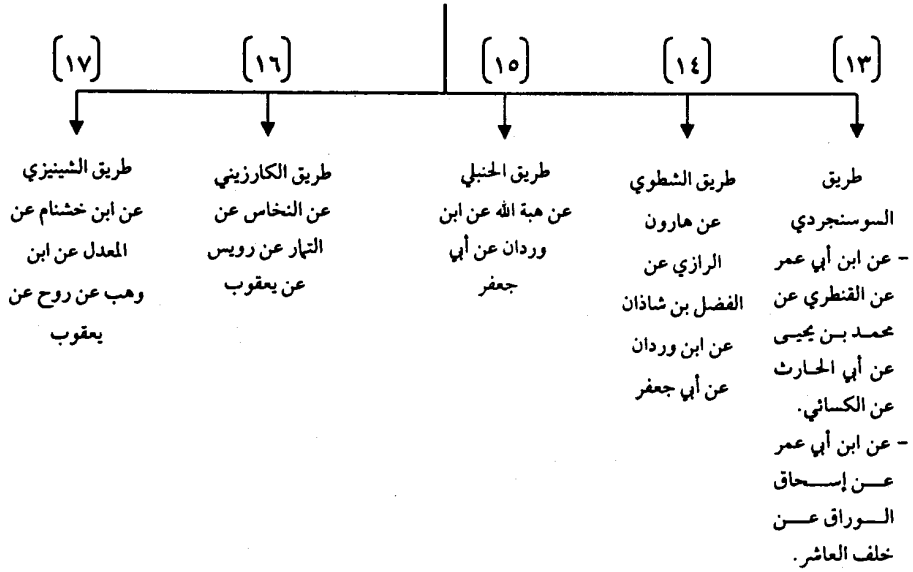 [١٣]
[١٤]
[١٥]
[١٦]
[١٧]
طريق
السوسنجردي
- عن ابن أبي عمر
عن القنطري عن
محمد بن يحيى
عن أبي الحارث
عن الكسائي.
- عن ابن أبي عمر
عن إسحاق
الوراق عن
خلف العاشر.
طريق الشطوي
عن هارون
الرازي عن
الفضل بن شاذان
عن ابن وردان
عن أبي جعفر
طريق الحنبلي
عن هبة الله عن ابن
وردان عن أبي
جعفر
طريق الكارزيني
عن النخاس عن
التمار عن رويس
عن يعقوب
طريق الشينيزي
عن ابن خشنام عن
المعدل عن ابن
وهب عن روح عن
يعقوب